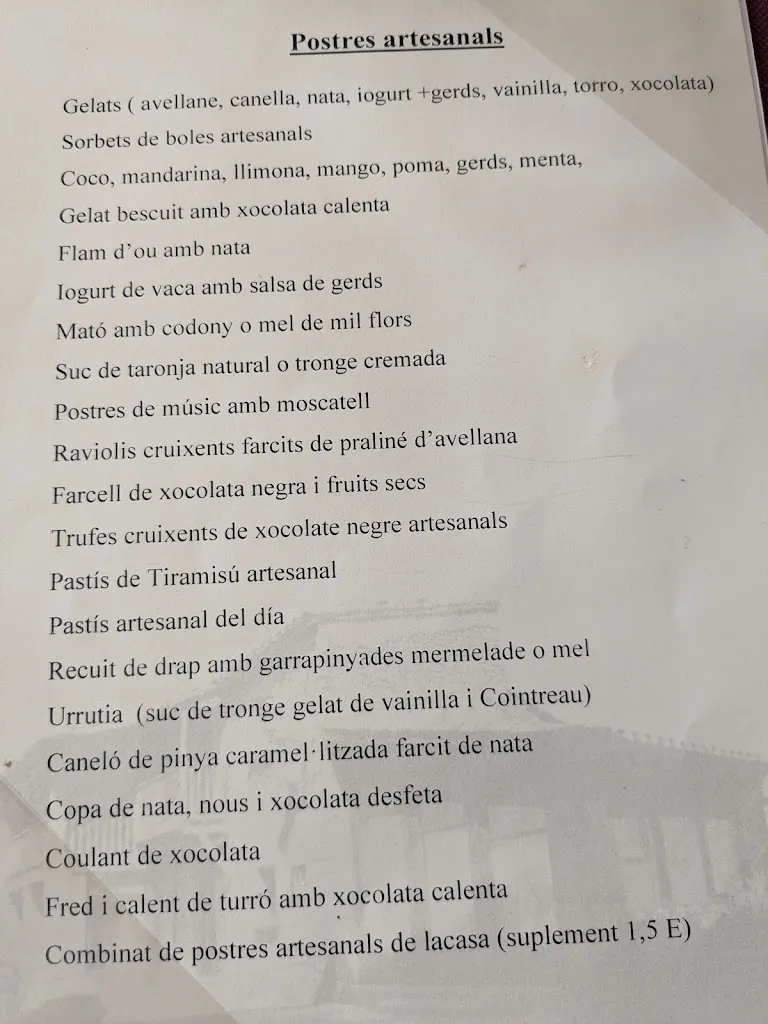 Postres artesanals
Gelats ( avellane, canella, nata, iogurt +gerds, vainilla, torro, xocolata)
Sorbets de boles artesanals
Coco, mandarina, llimona, mango, poma, gerds, menta,
Gelat bescuit amb xocolata calenta
Flam d'ou amb nata
Iogurt de vaca amb salsa de gerds
Mató amb codony o mel de mil flors
Suc de taronja natural o tronge cremada
Postres de músic amb moscatell
Raviolis cruixents farcits de praliné d'avellana
Farcell de xocolata negra i fruits secs
Trufes cruixents de xocolate negre artesanals
Pastís de Tiramisú artesanal
Pastís artesanal del día
Recuit de drap amb garrapinyades mermelade o mel
Urrutia (suc de tronge gelat de vainilla i Cointreau)
Caneló de pinya caramel·litzada farcit de nata
Copa de nata, nous i xocolata desfeta
Coulant de xocolata
Fred i calent de turró amb xocolata calenta
Combinat de postres artesanals de lacasa (suplement 1,5 E)